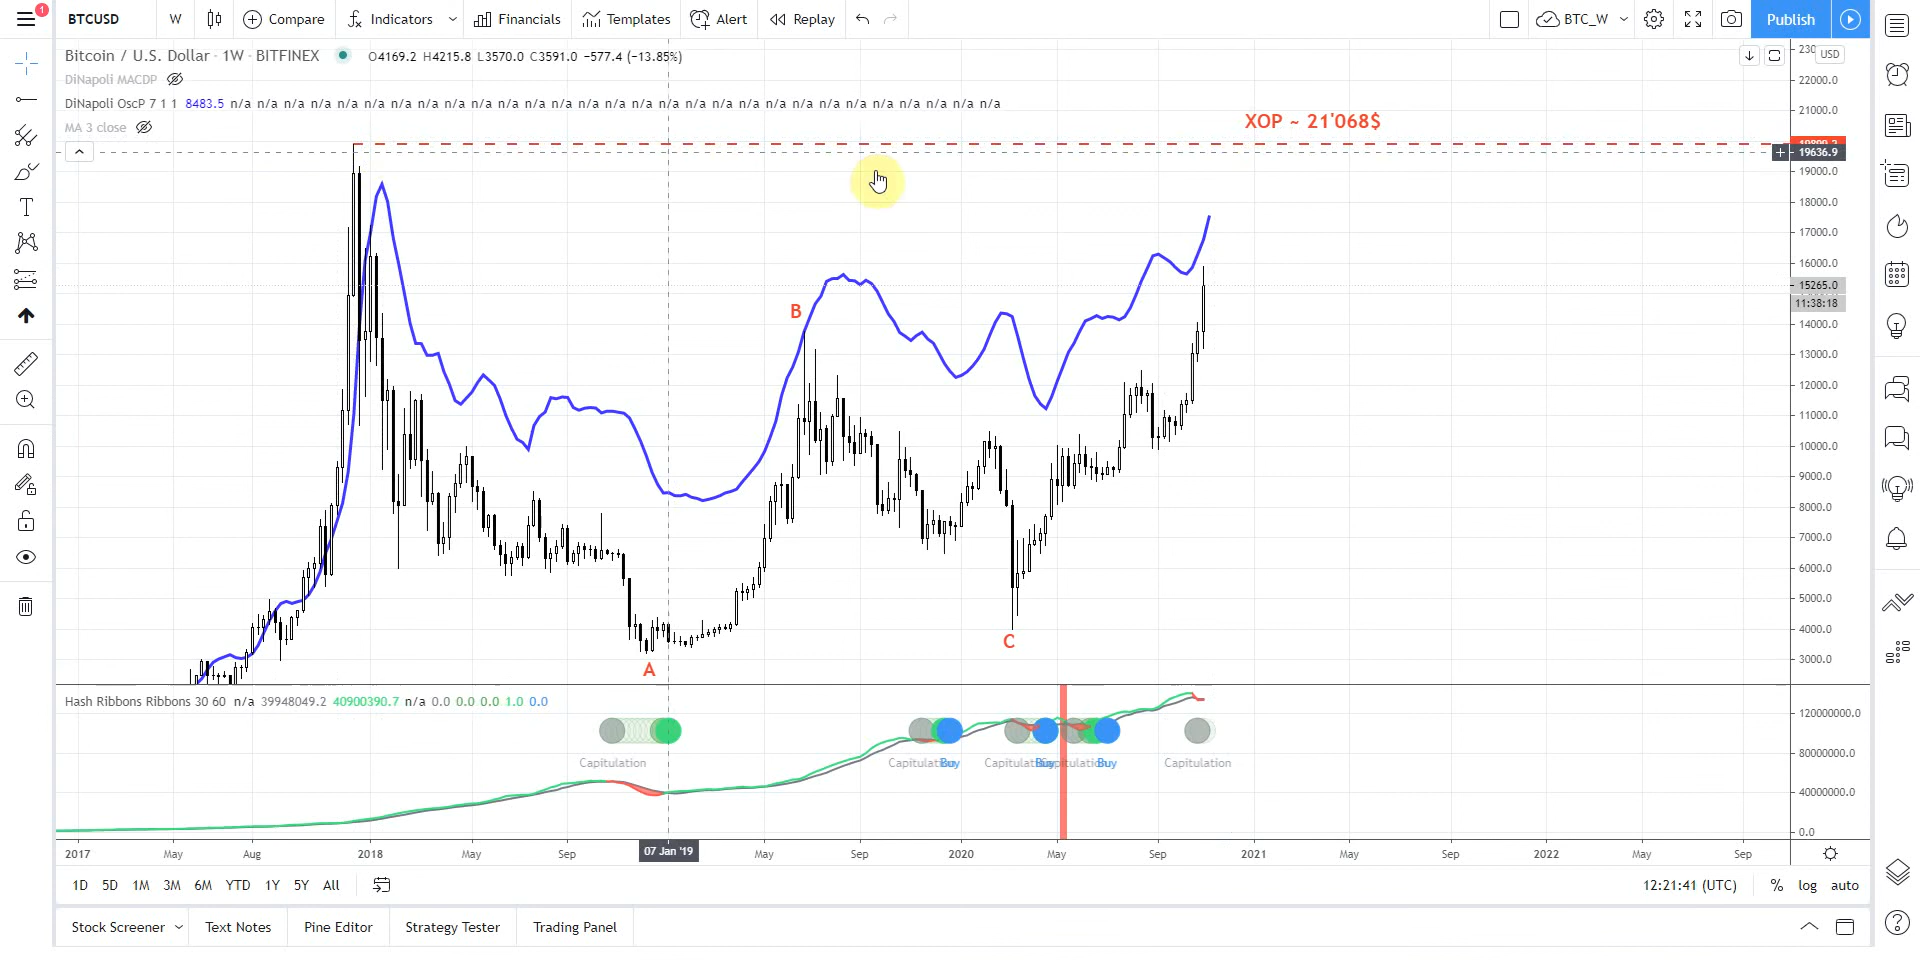 1
BTCUSD W Compare Indicators Financials Templates Alert Replay BTC_W Publish
Bitcoin / U.S. Dollar · 1W · BITFINEX O4169.2 H4215.8 L3570.0 C3591.0 −577.4 (−13.85%)
USD
DiNapoli MACDP
22000.0
DiNapoli OscP 7 1 1 8483.5 n/a n/a n/a n/a n/a n/a n/a n/a n/a n/a n/a n/a n/a n/a n/a n/a n/a n/a n/a n/a n/a n/a n/a n/a n/a n/a n/a n/a n/a
21000.0
XOP ~ 21'068$
MA 3 close
19636.9
19000.0
18000.0
17000.0
16000.0
15265.0
11:38:18
B
14000.0
13000.0
12000.0
11000.0
10000.0
9000.0
8000.0
7000.0
6000.0
5000.0
4000.0
C
3000.0
A
Hash Ribbons Ribbons 30 60 n/a 39948049.2 40900390.7 n/a 0.0 0.0 0.0 1.0 0.0
120000000.0
80000000.0
Capitulation Capitulation Buy Capitulation Buy Capitulation Buy Capitulation
40000000.0
0.0
2017 May Aug 2018 May Sep 07 Jan '19 May Sep 2020 May Sep 2021 May Sep 2022 May Sep
1D 5D 1M 3M 6M YTD 1Y 5Y All 12:21:41 (UTC) % log auto
Stock Screener Text Notes Pine Editor Strategy Tester Trading Panel